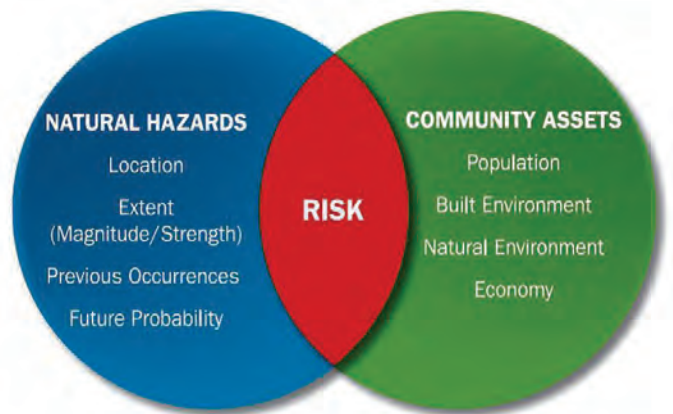 NATURAL HAZARDS
Location
Extent
(Magnitude/Strength)
Previous Occurrences
Future Probability
RISK
COMMUNITY ASSETS
Population
Built Environment
Natural Environment
Economy